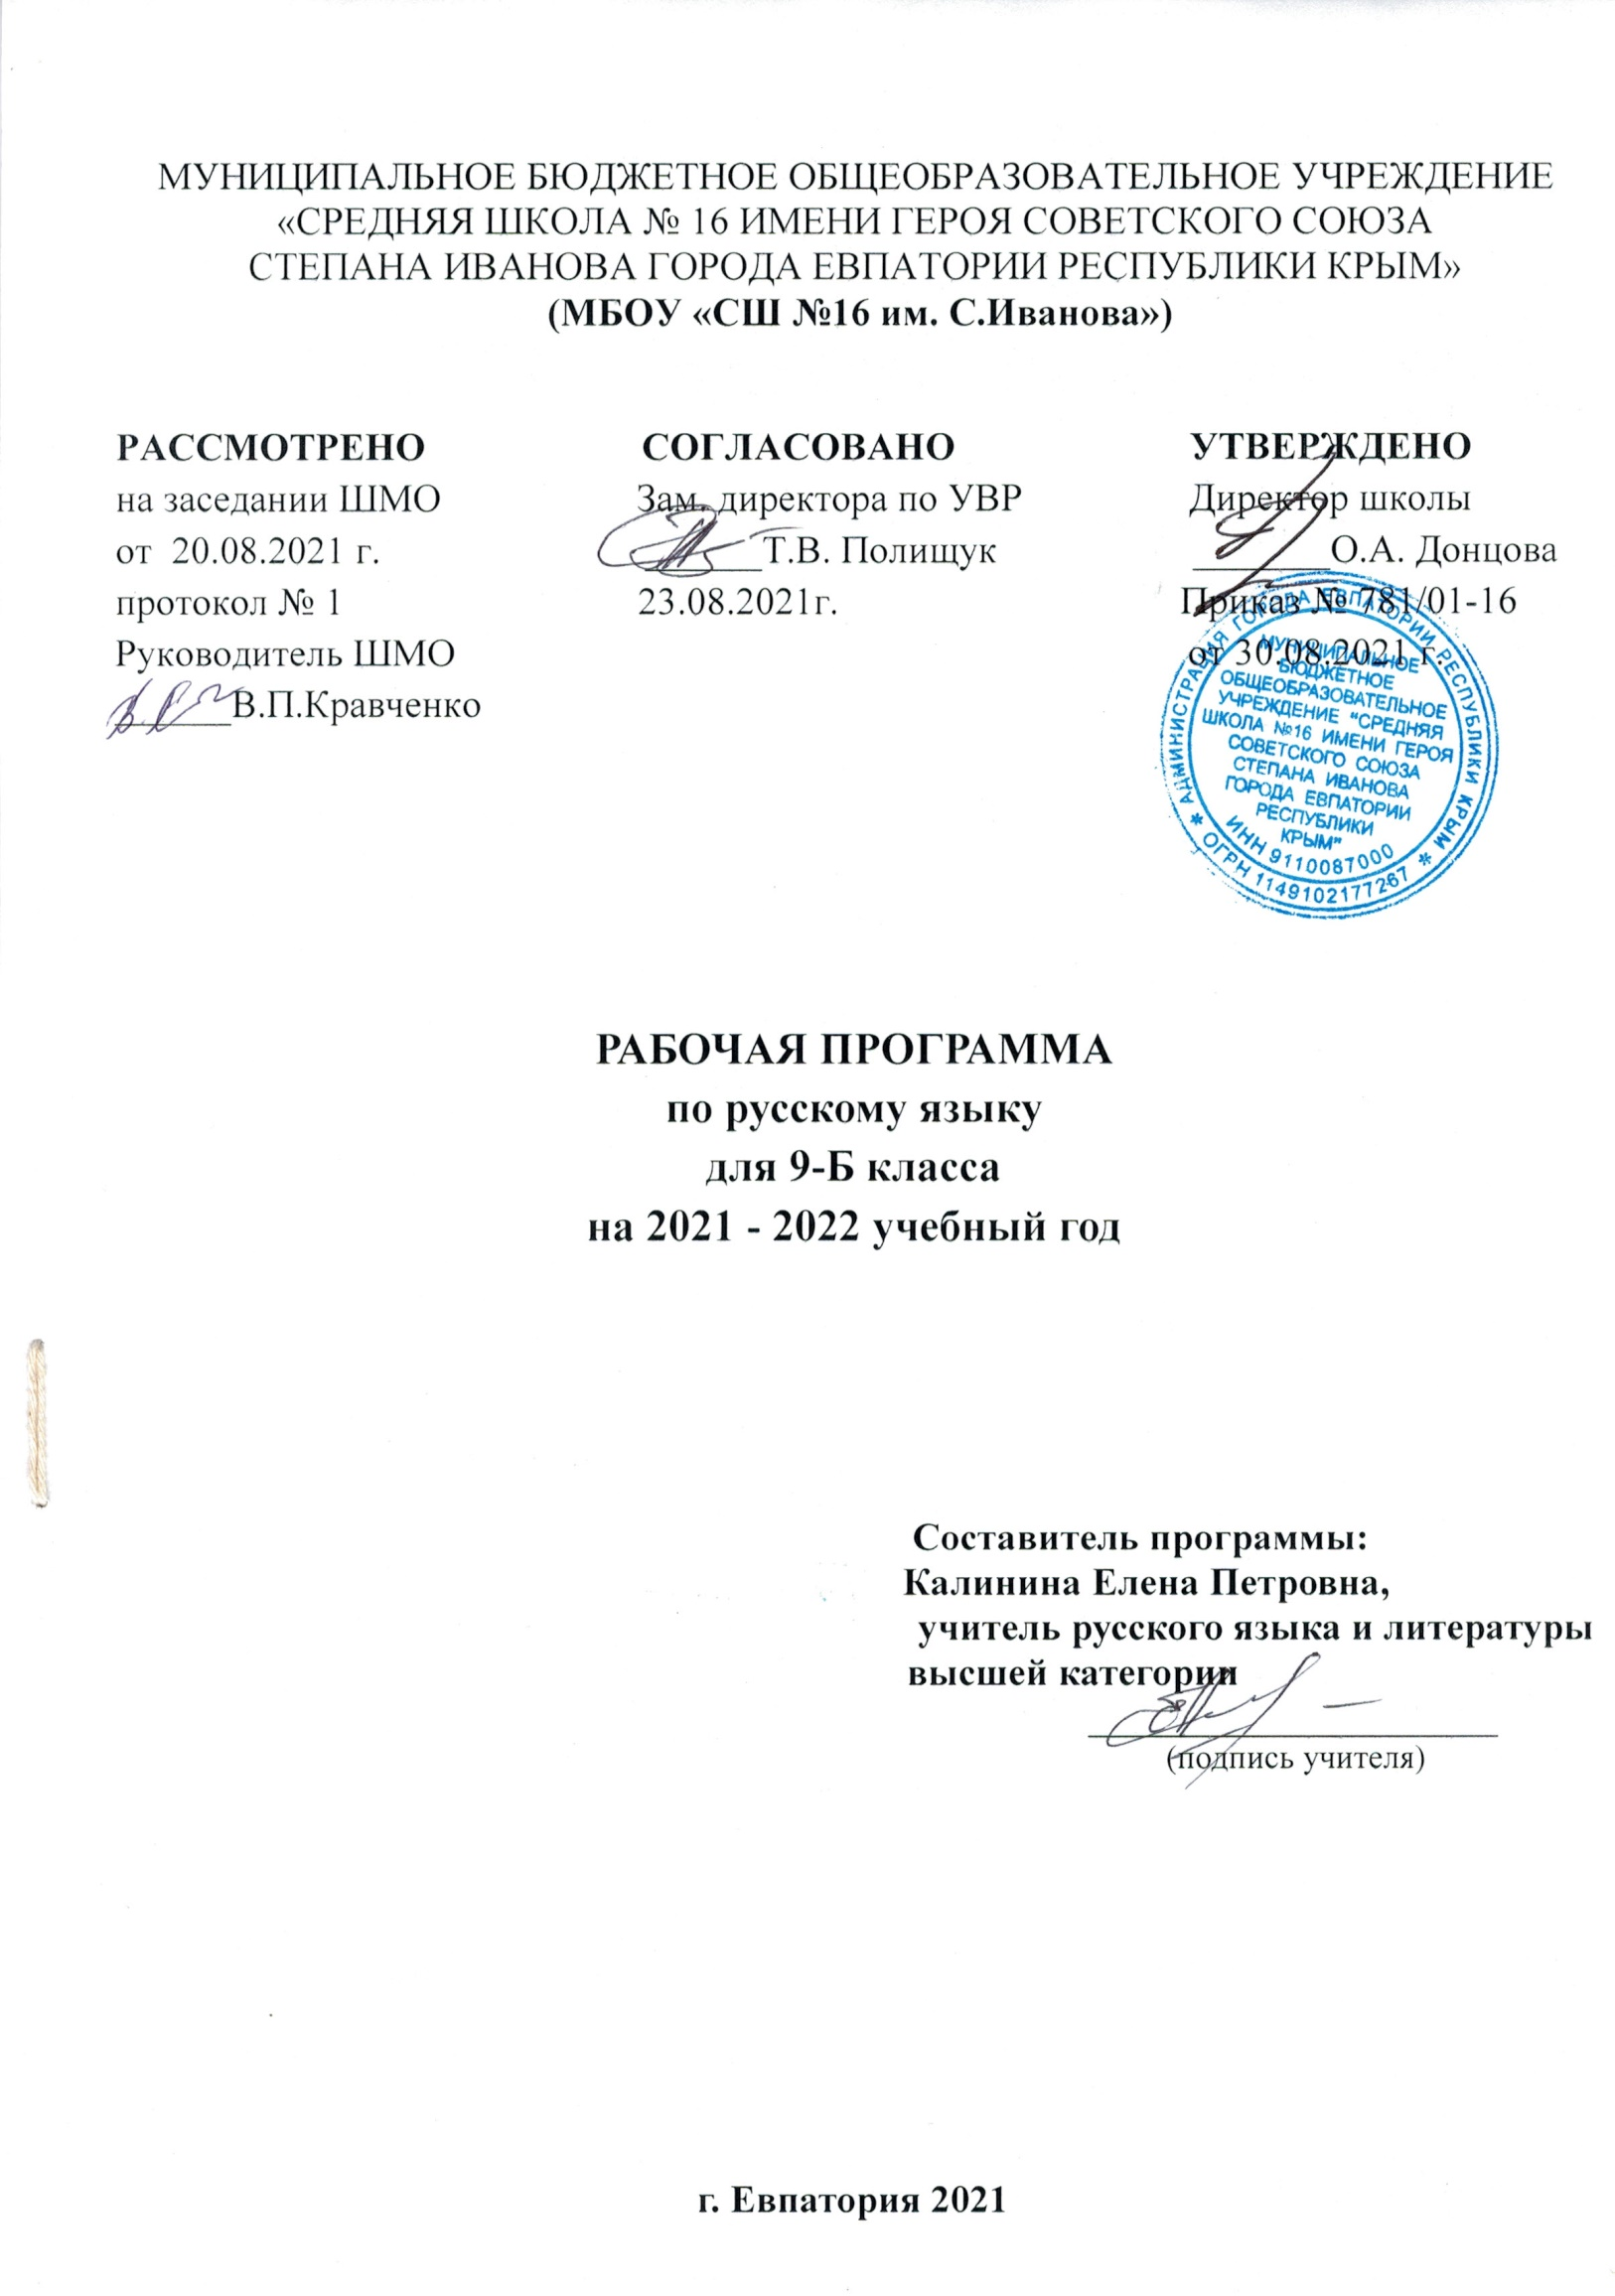 МУНИЦИПАЛЬНОЕ БЮДЖЕТНОЕ ОБЩЕОБРАЗОВАТЕЛЬНОЕ УЧРЕЖДЕНИЕ
«СРЕДНЯЯ ШКОЛА № 16 ИМЕНИ ГЕРОЯ СОВЕТСКОГО СОЮЗА
СТЕПАНА ИВАНОВА ГОРОДА ЕВПАТОРИИ РЕСПУБЛИКИ КРЫМ»
(МБОУ «СШ №16 им. С.Иванова»)
РАССМОТРЕНО
на заседании ШМО
от 20.08.2021 г.
протокол № 1
Руководитель ШМО
В.П.Кравченко
СОГЛАСОВАНО
Зам. директора по УВР
Т.В. Полищук
23.08.2021г.
УТВЕРЖДЕНО
Директор школы
О.А. Донцова
Приказ № 781/01-16
от 30.08.2021 г.
АДМИНИСТРАЦИЯ ГОРОДА ЕВПАТОРИИ РЕСПУБЛИКИ КРЫМ
МУНИЦИПАЛЬНОЕ
БЮДЖЕТНОЕ
ОБЩЕОБРАЗОВАТЕЛЬНОЕ
УЧРЕЖДЕНИЕ "СРЕДНЯЯ
ШКОЛА №16 ИМЕНИ ГЕРОЯ
СОВЕТСКОГО СОЮЗА
СТЕПАНА ИВАНОВА
ГОРОДА ЕВПАТОРИИ
РЕСПУБЛИКИ
КРЫМ"
ИНН 9110087000
ОГРН 1149102177267
РАБОЧАЯ ПРОГРАММА
по русскому языку
для 9-Б класса
на 2021 - 2022 учебный год
Составитель программы:
Калинина Елена Петровна,
учитель русского языка и литературы
высшей категории
(подпись учителя)
г. Евпатория 2021